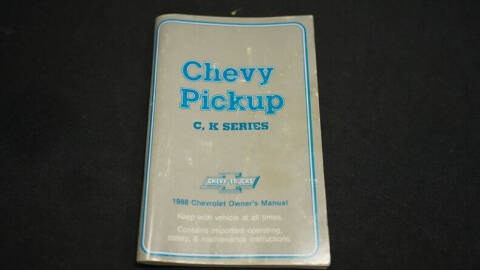 Chevy
Pickup
C, K SERIES
CHEVY TRUCKS
1988 Chevrolet Owner's Manual
Keep with vehicle at all times.
Contains important operating,
safety, & maintenance instructions.